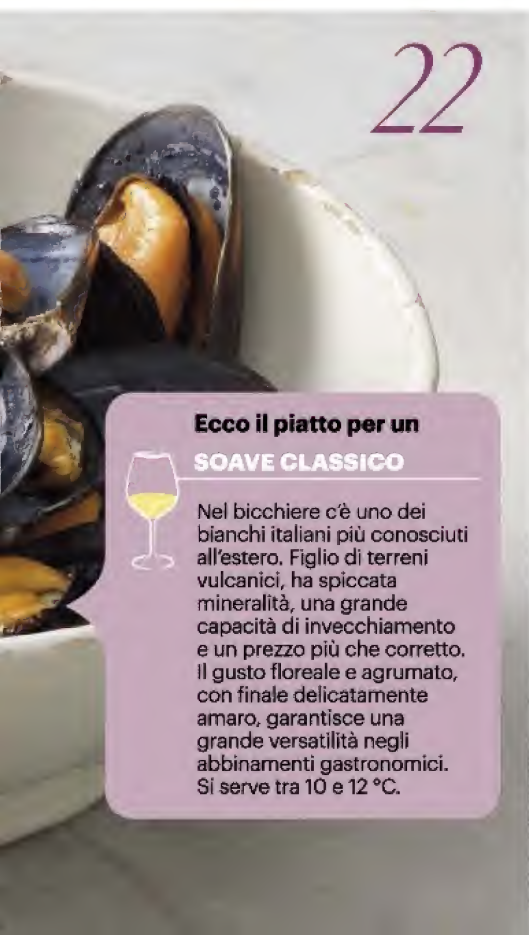 22
Ecco il piatto per un
SOAVE CLASSICO
Nel bicchiere c'è uno dei
bianchi italiani più conosciuti
all'estero. Figlio di terreni
vulcanici, ha spiccata
mineralità, una grande
capacità di invecchiamento
e un prezzo più che corretto.
Il gusto floreale e agrumato,
con finale delicatamente
amaro, garantisce una
grande versatilità negli
abbinamenti gastronomici.
Si serve tra 10 e 12 °C.